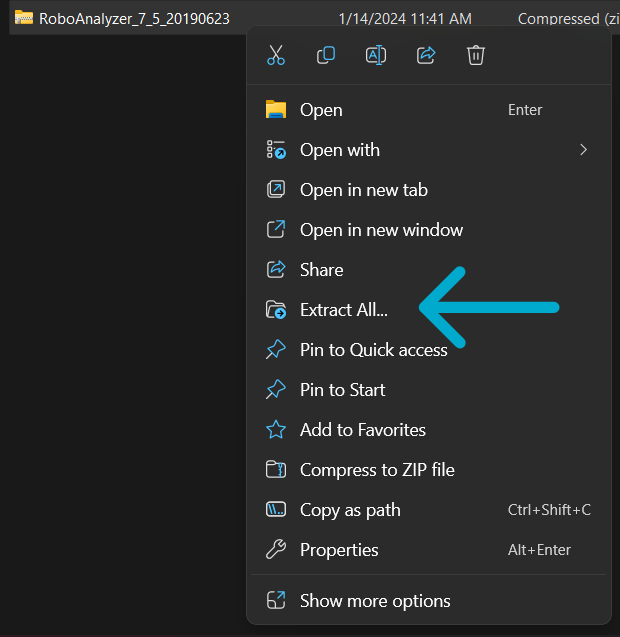 RoboAnalyzer_7_5_20190623 1/14/2024 11:41 AM Compressed (zi
Open Enter
Open with
Open in new tab
Open in new window
Share
Extract All...
Pin to Quick access
Pin to Start
Add to Favorites
Compress to ZIP file
Copy as path Ctrl+Shift+C
Properties Alt+Enter
Show more options